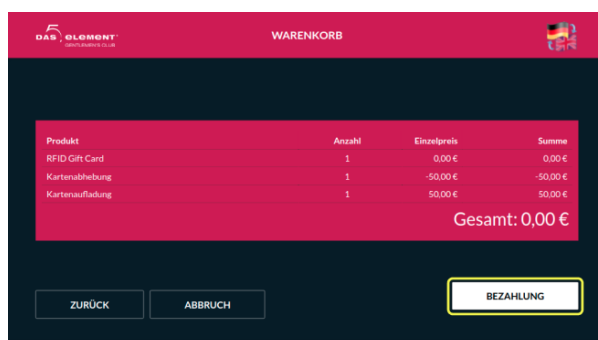 DAS 5. ELEMENT
GENTLEMEN'S CLUB
WARENKORB
Produkt Anzahl Einzelpreis Summe
RFID Gift Card 1 0,00 € 0,00 €
Kartenabhebung 1 -50,00 € -50,00 €
Kartenaufladung 1 50,00 € 50,00 €
Gesamt: 0,00 €
ZURÜCK ABBRUCH BEZAHLUNG